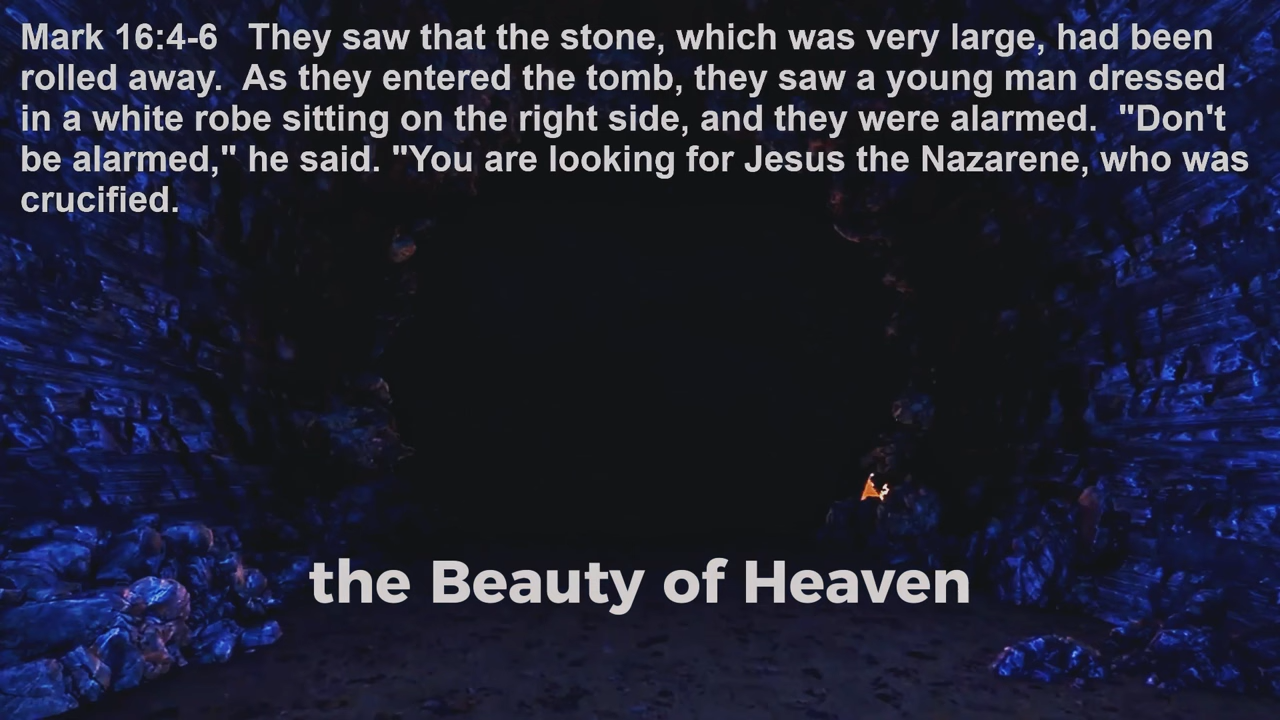 Mark 16:4-6   They saw that the stone, which was very large, had been
rolled away.  As they entered the tomb, they saw a young man dressed
in a white robe sitting on the right side, and they were alarmed.  "Don't
be alarmed," he said. "You are looking for Jesus the Nazarene, who was
crucified.
the Beauty of Heaven